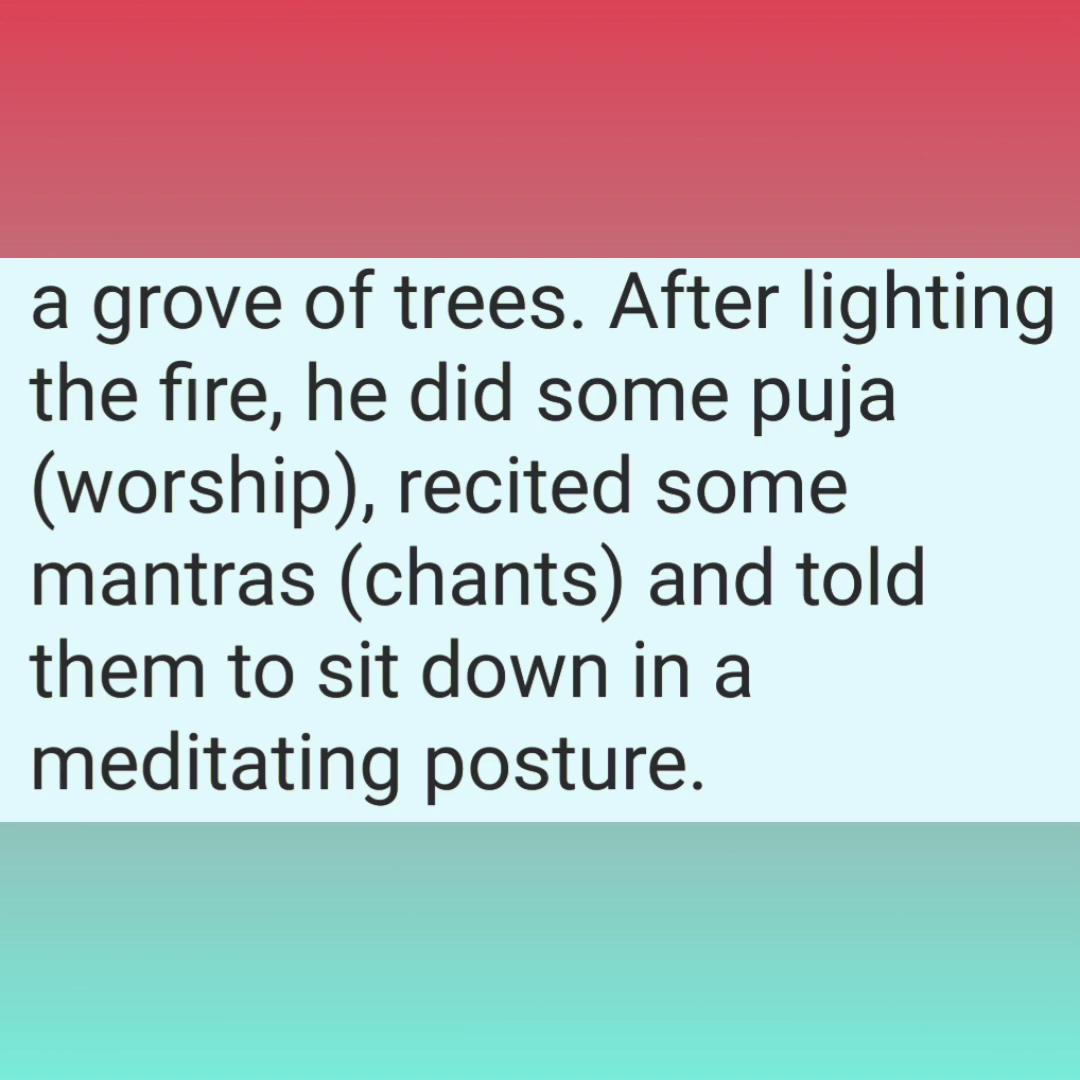 a grove of trees. After lighting
the fire, he did some puja
(worship), recited some
mantras (chants) and told
them to sit down in a
meditating posture.